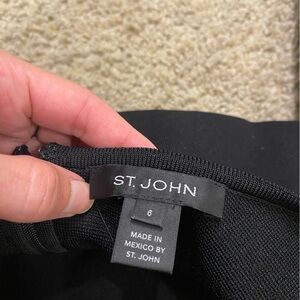 ST. JOHN
6
MADE IN
MEXICO BY
ST. JOHN